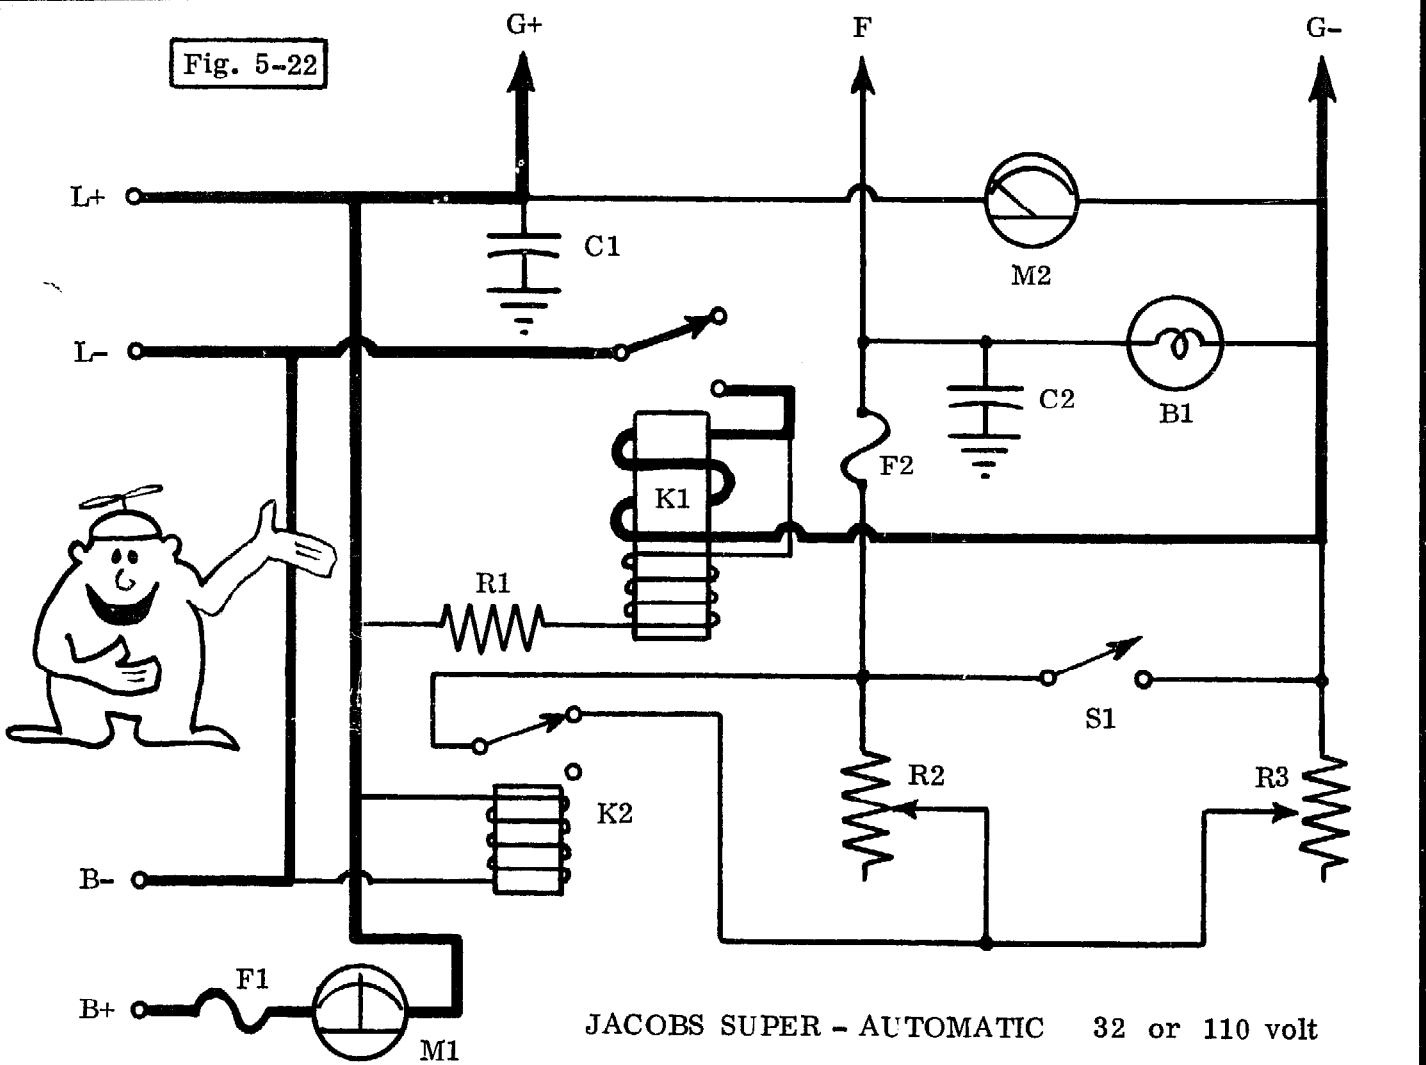 Fig. 5-22
G+
F
G-
L+
C1
M2
L-
C2
B1
F2
K1
R1
S1
R2
R3
K2
B-
F1
B+
M1
JACOBS SUPER - AUTOMATIC 32 or 110 volt